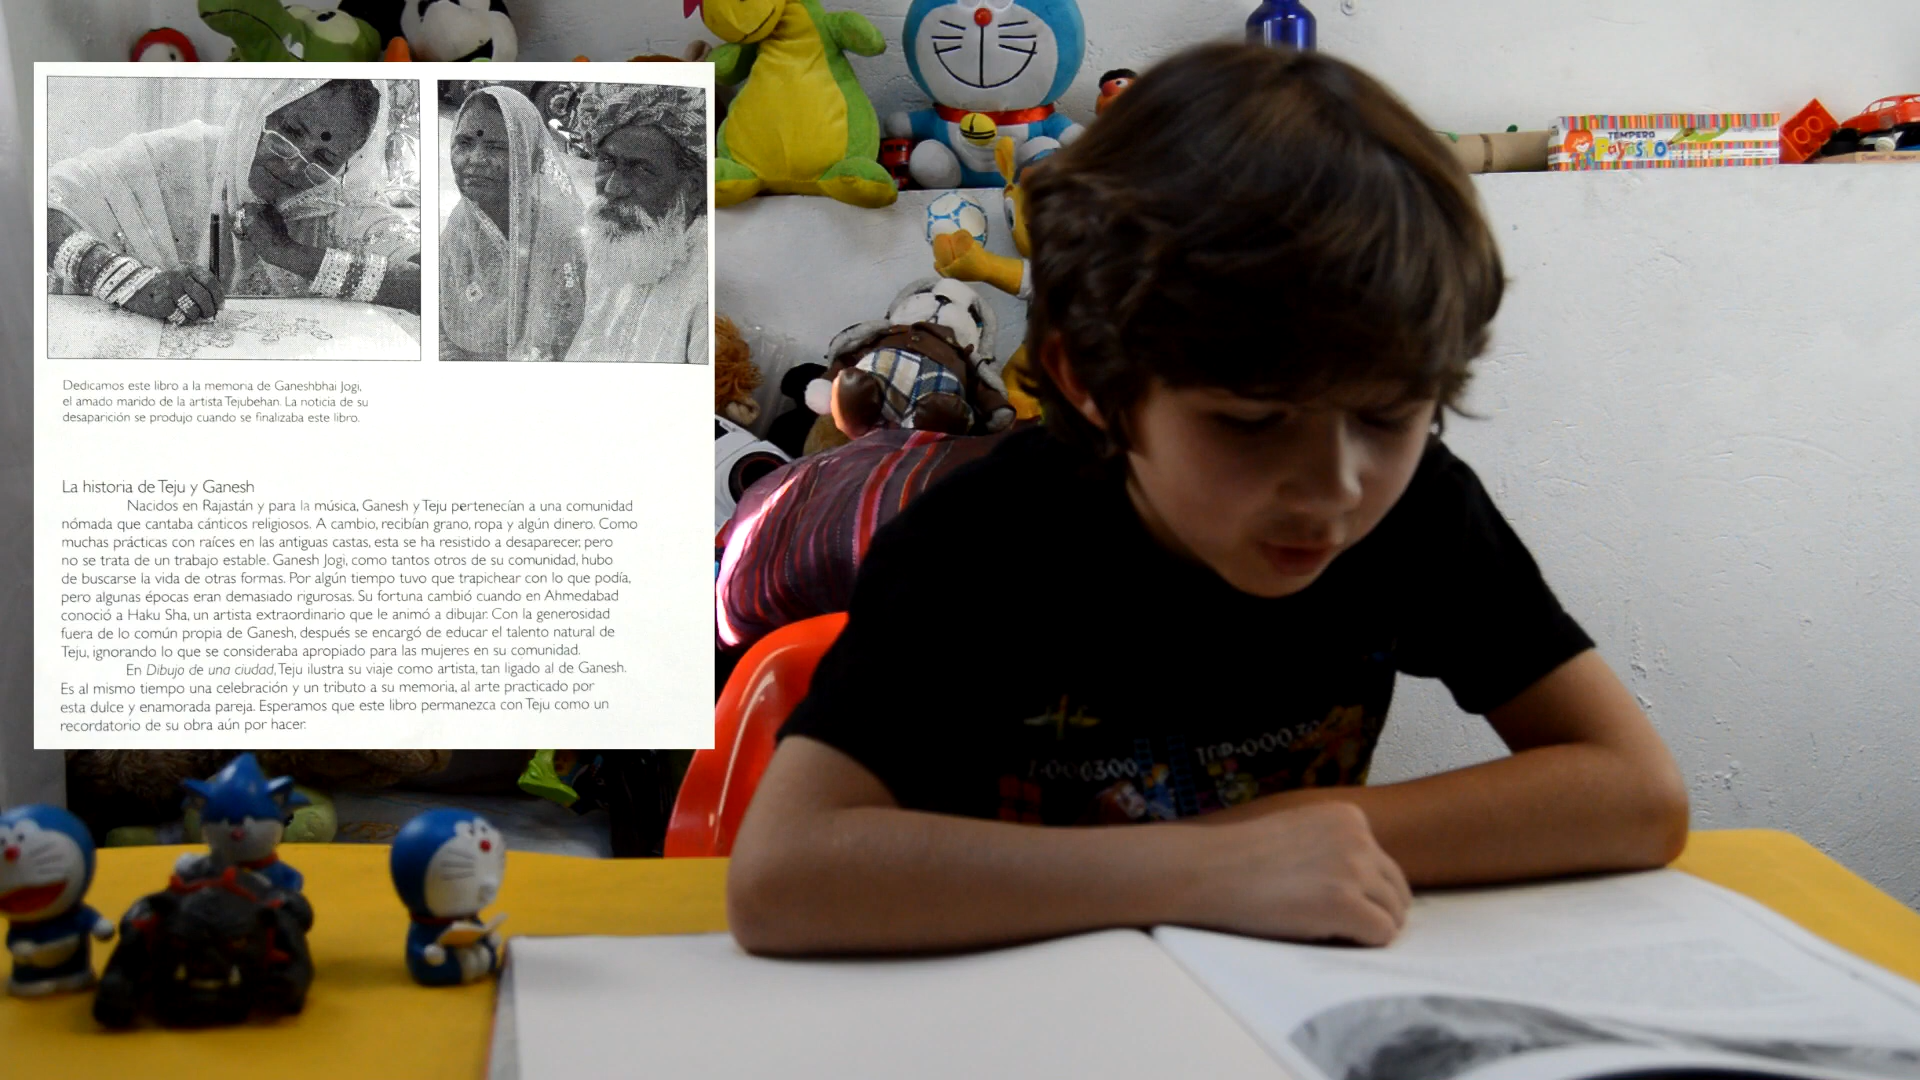 Dedicamos este libro a la memoria de Ganeshbhai Jogi,
el amado marido de la artista Tejubehan. La noticia de su
desaparición se produjo cuando se finalizaba este libro.
La historia de Teju y Ganesh
Nacidos en Rajastán y para la música, Ganesh y Teju pertenecían a una comunidad
nómada que cantaba cánticos religiosos. A cambio, recibían grano, ropa y algún dinero. Como
muchas prácticas con raíces en las antiguas castas, esta se ha resistido a desaparecer, pero
no se trata de un trabajo estable. Ganesh Jogi, como tantos otros de su comunidad, hubo
de buscarse la vida de otras formas. Por algún tiempo tuvo que trapichear con lo que podía,
pero algunas épocas eran demasiado rigurosas. Su fortuna cambió cuando en Ahmedabad
conoció a Haku Sha, un artista extraordinario que le animó a dibujar. Con la generosidad
fuera de lo común propia de Ganesh, después se encargó de educar el talento natural de
Teju, ignorando lo que se consideraba apropiado para las mujeres en su comunidad.
En Dibujo de una ciudad, Teju ilustra su viaje como artista, tan ligado al de Ganesh.
Es al mismo tiempo una celebración y un tributo a su memoria, al arte practicado por
esta dulce y enamorada pareja. Esperamos que este libro permanezca con Teju como un
recordatorio de su obra aún por hacer.
TEMPERA
Payasito